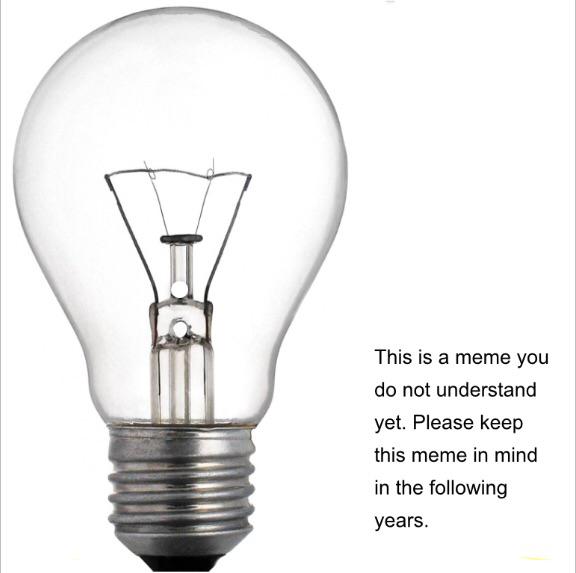 This is a meme you
do not understand
yet. Please keep
this meme in mind
in the following
years.